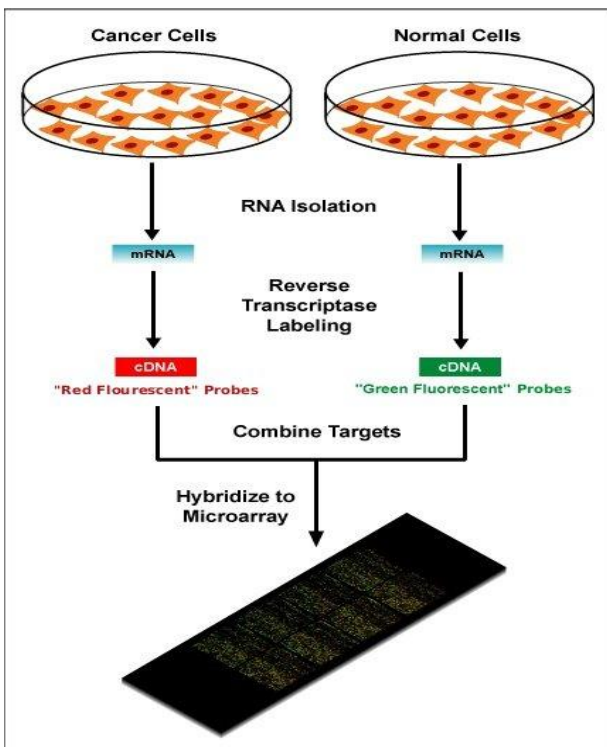 Cancer Cells
Normal Cells
RNA Isolation
mRNA
mRNA
Reverse
Transcriptase
Labeling
cDNA
cDNA
"Red Flourescent" Probes
"Green Fluorescent" Probes
Combine Targets
Hybridize to
Microarray